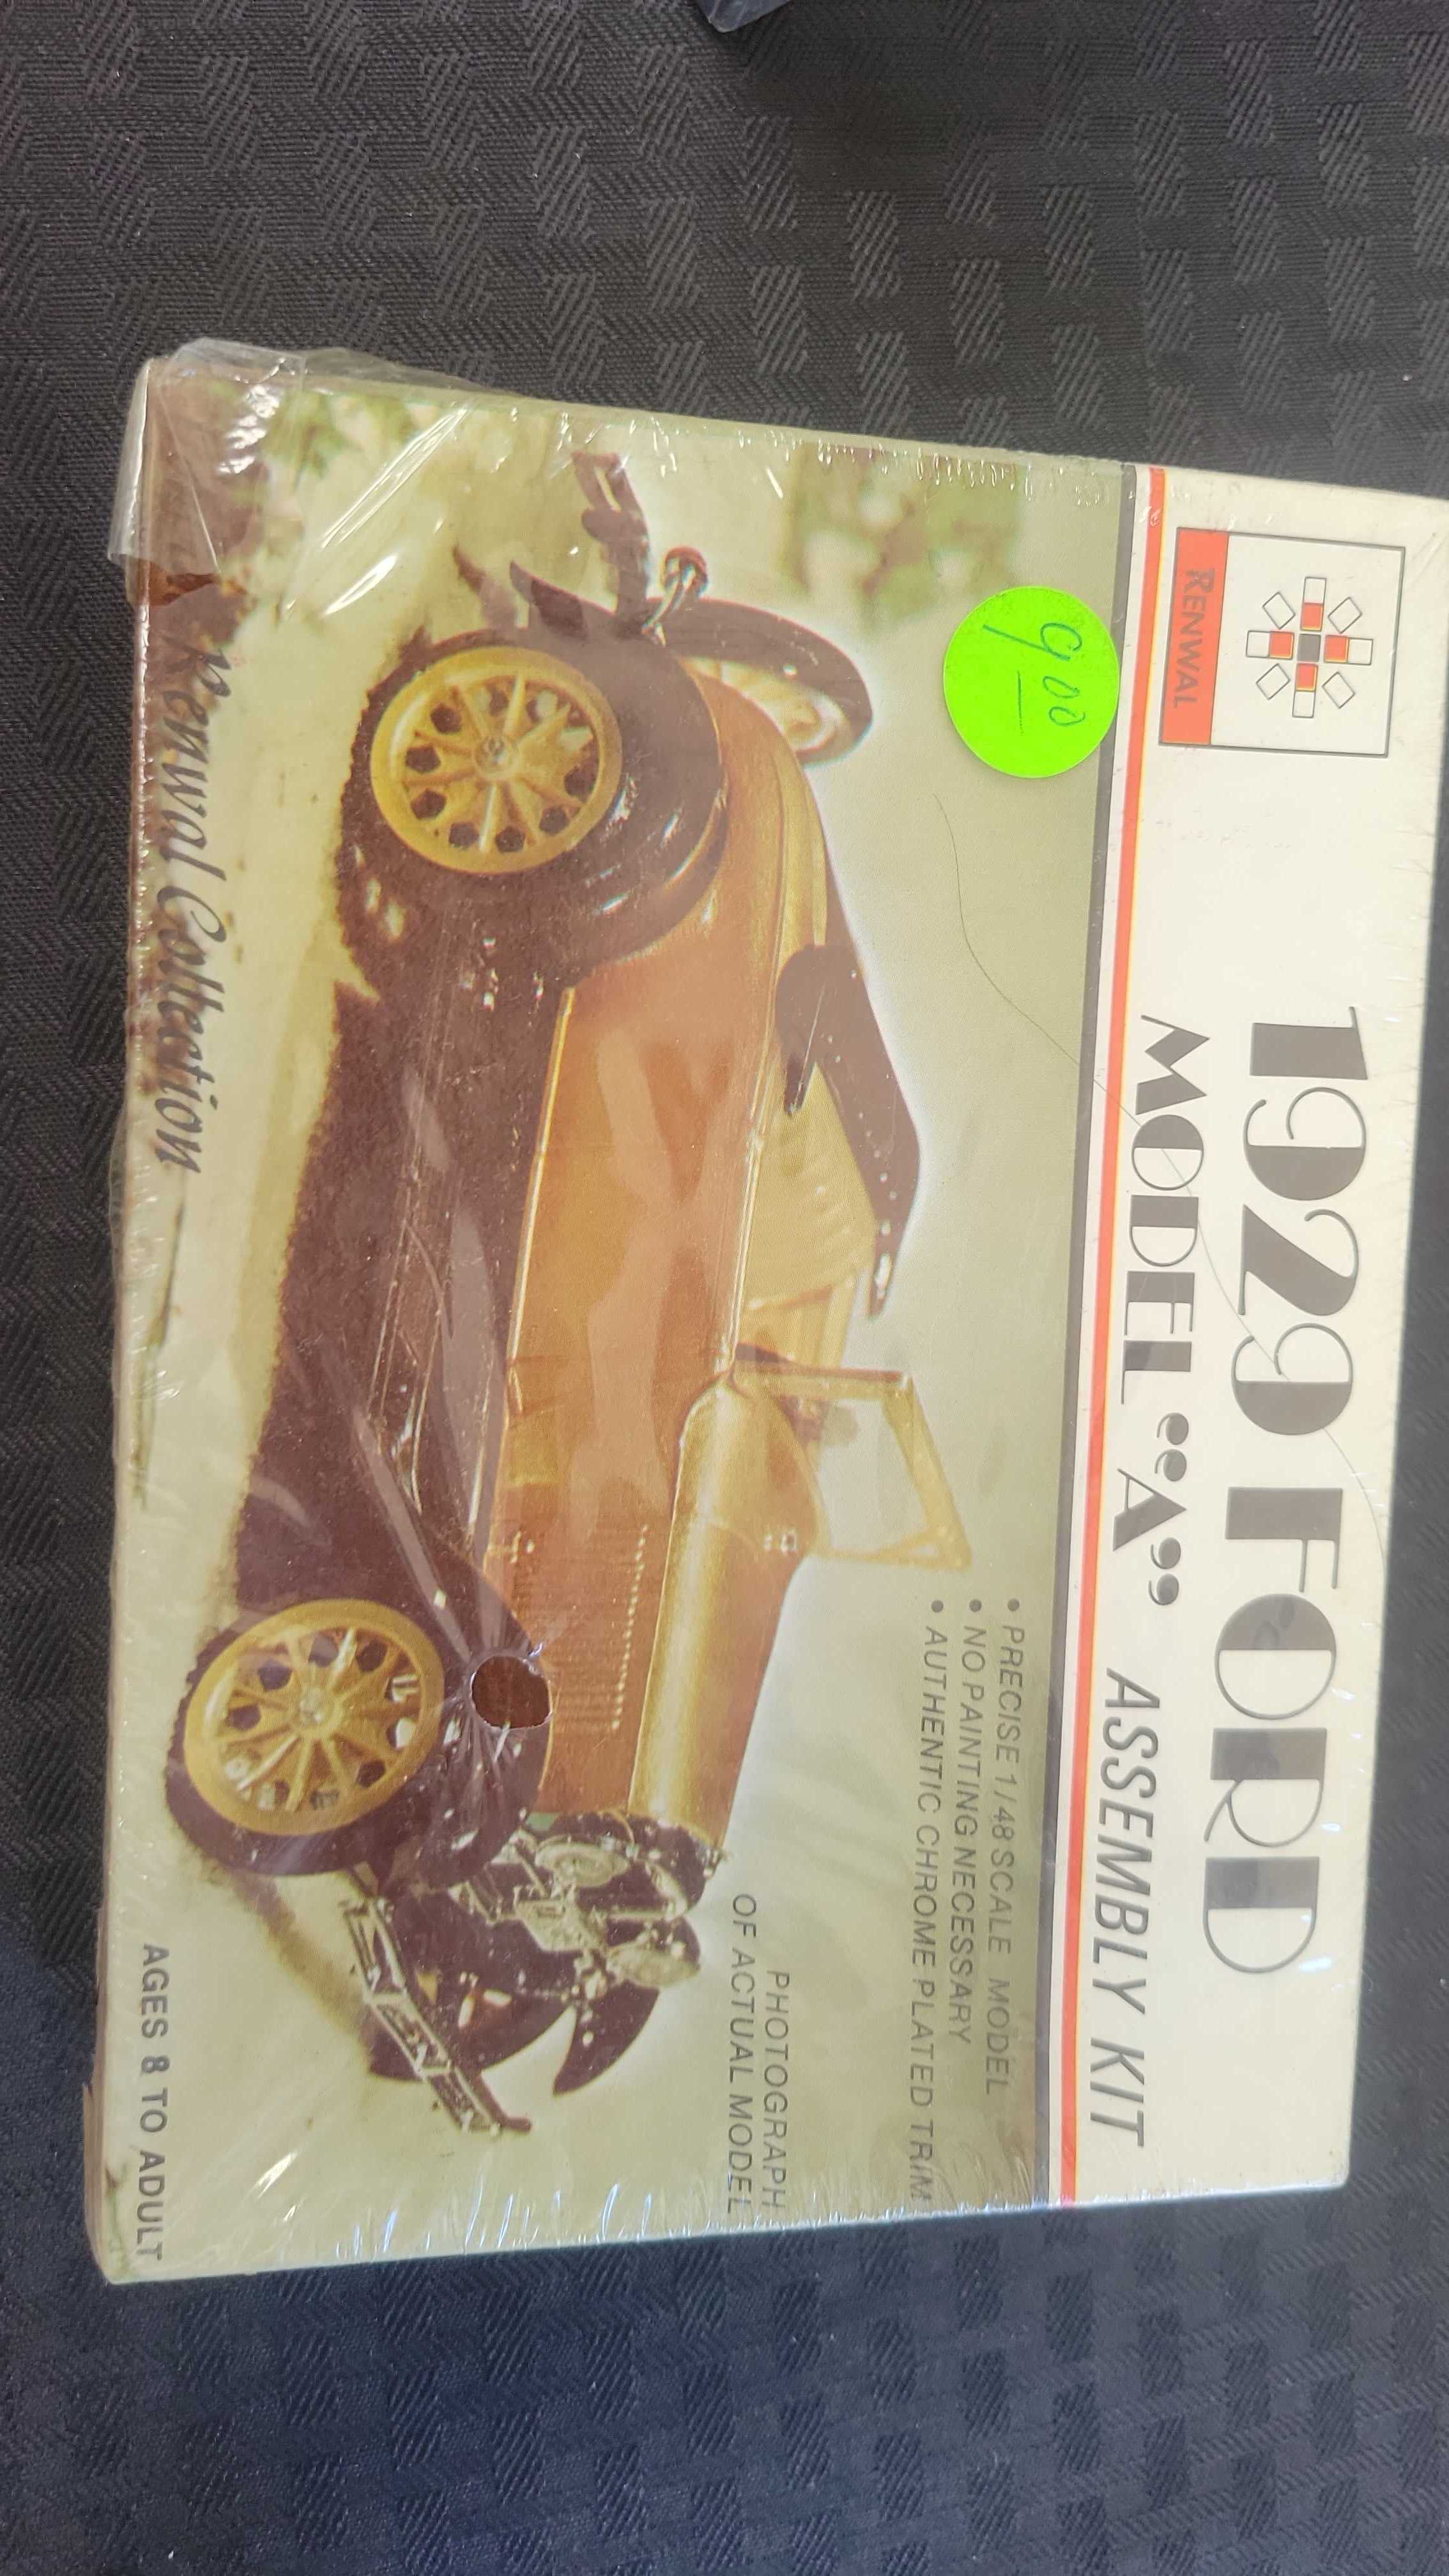 RENWAL
1929 FORD
MODEL “A” ASSEMBLY KIT
9 00
• PRECISE 1/48 SCALE MODEL
• NO PAINTING NECESSARY
• AUTHENTIC CHROME PLATED TRIM
PHOTOGRAPH
OF ACTUAL MODEL
Renwal Collection
AGES 8 TO ADULT